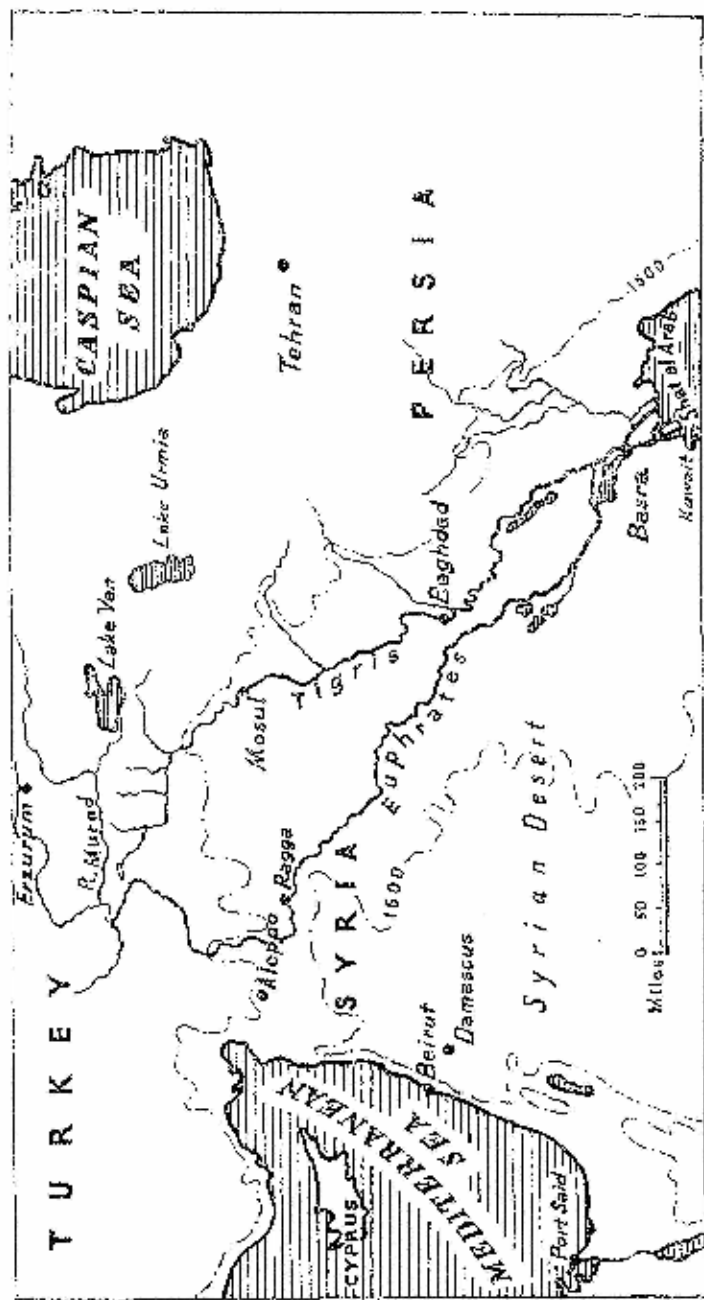 TURKEY
Erzurum
R. Murad
Lake Van
Lake Urmia
CASPIAN
SEA
Tehran
PERSIA
Mosul
Tigris
Baghdad
Euphrates
Aleppo
Ragga
SYRIA
1600
1600
CYPRUS
MEDITERRANEAN
SEA
Beirut
Damascus
Syrian Desert
Port Said
Basra
Kuwait
Shat al Arab
0 50 100 150 200
Miles